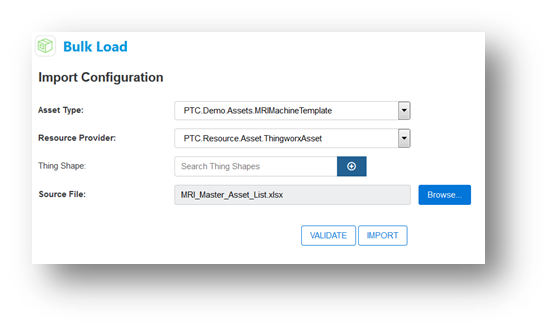 Bulk Load
Import Configuration
Asset Type: PTC.Demo.Assets.MRIMachineTemplate
Resource Provider: PTC.Resource.Asset.ThingworxAsset
Thing Shape: Search Thing Shapes
Source File: MRI_Master_Asset_List.xlsx Browse...
VALIDATE IMPORT